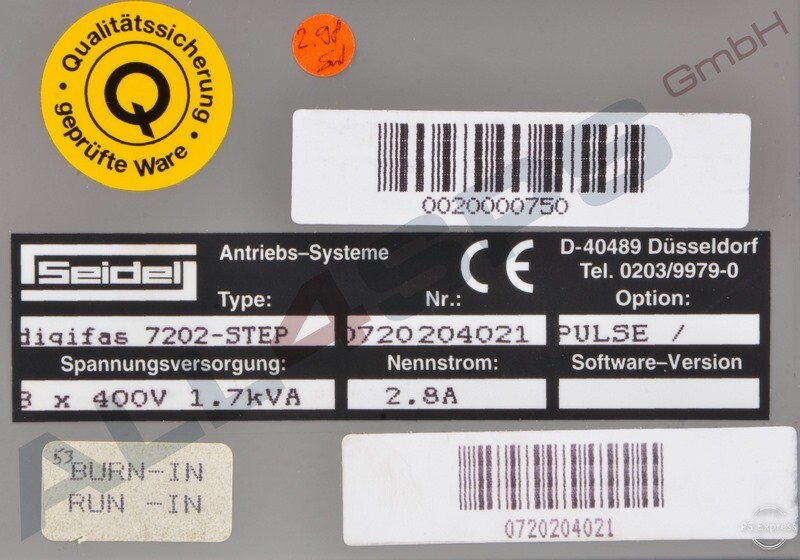 Qualitätssicherung
Q
geprüfte Ware
2.98
0020000750
Seidel
Antriebs-Systeme
CE
D-40489 Düsseldorf
Tel. 0203/9979-0
Type: Nr.: Option:
digifas 7202-STEP 0720204021 PULSE /
Spannungsversorgung: Nennstrom: Software-Version
3 x 400V 1.7kVA 2.8A
53
BURN-IN
RUN -IN
0720204021
ALL4SPS GmbH
PS Express